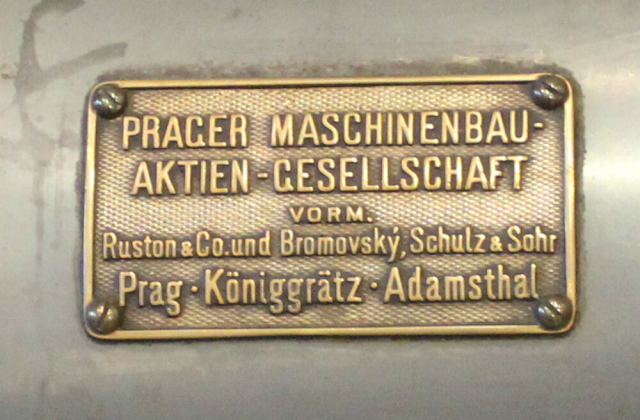 PRAGER MASCHINENBAU-
AKTIEN-GESELLSCHAFT
VORM.
Ruston & Co. und Bromovský, Schulz & Sohr
Prag · Königgrätz · Adamsthal